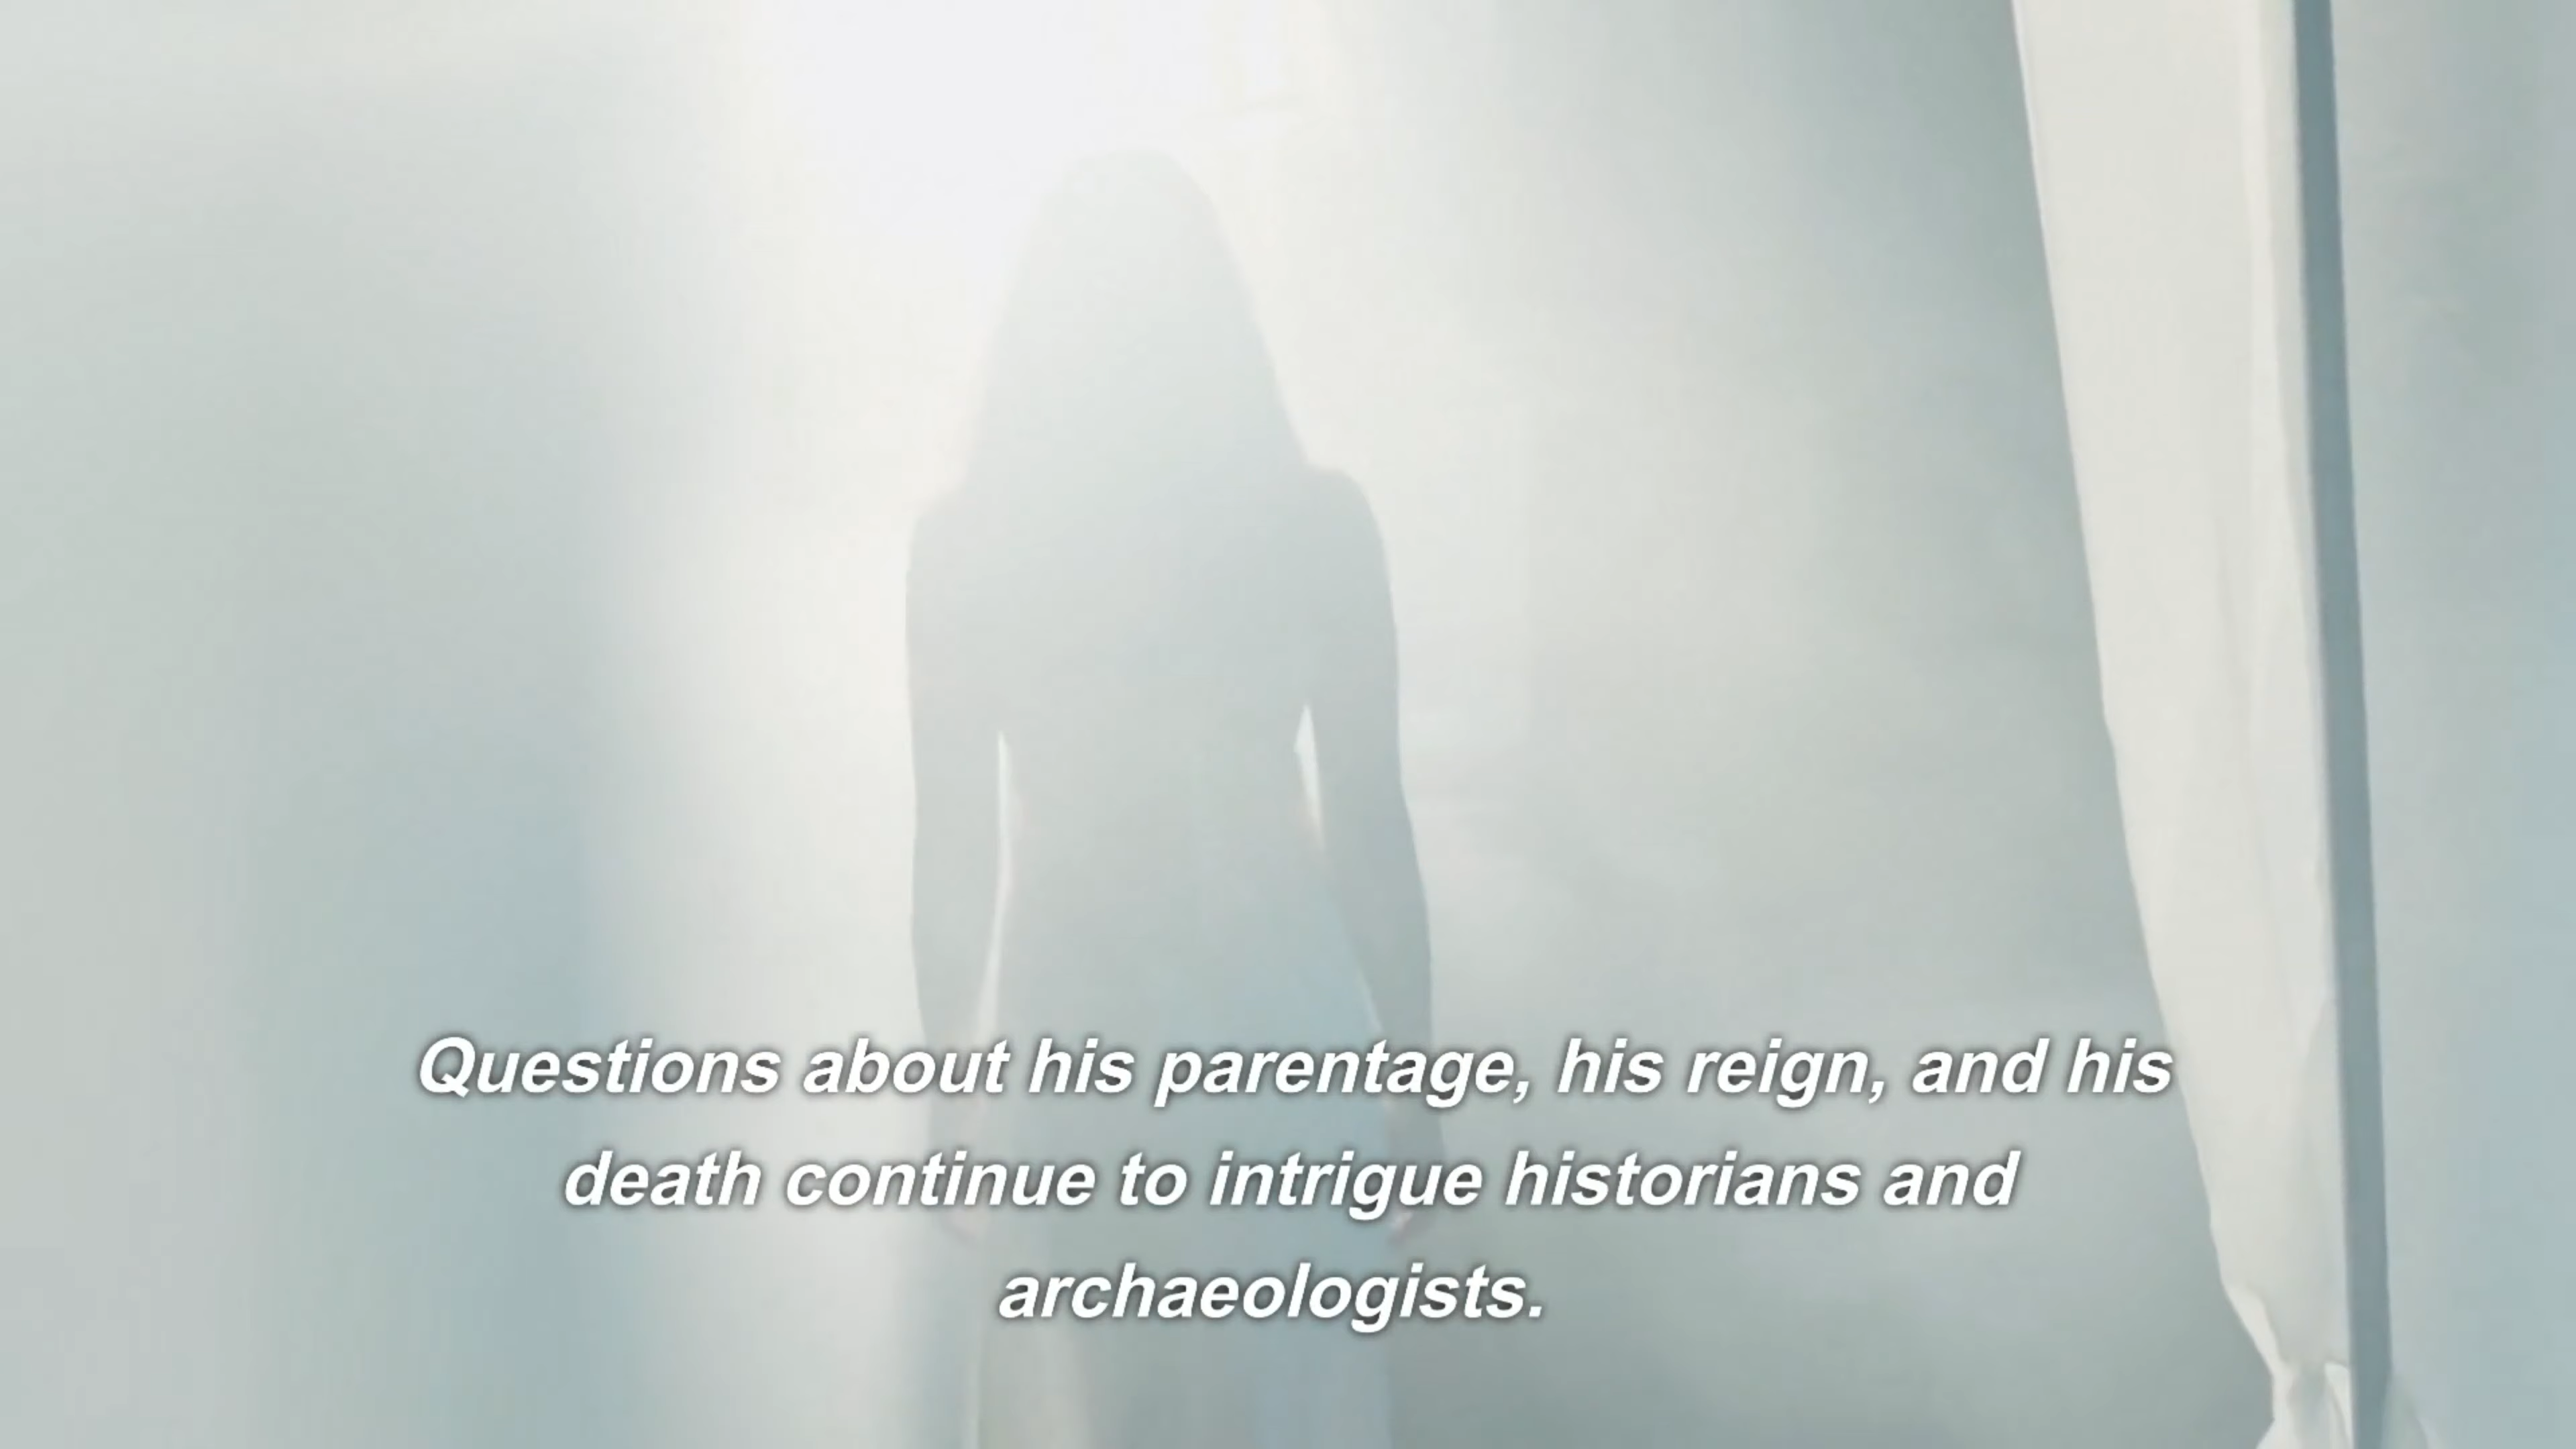 Questions about his parentage, his reign, and his
death continue to intrigue historians and
archaeologists.